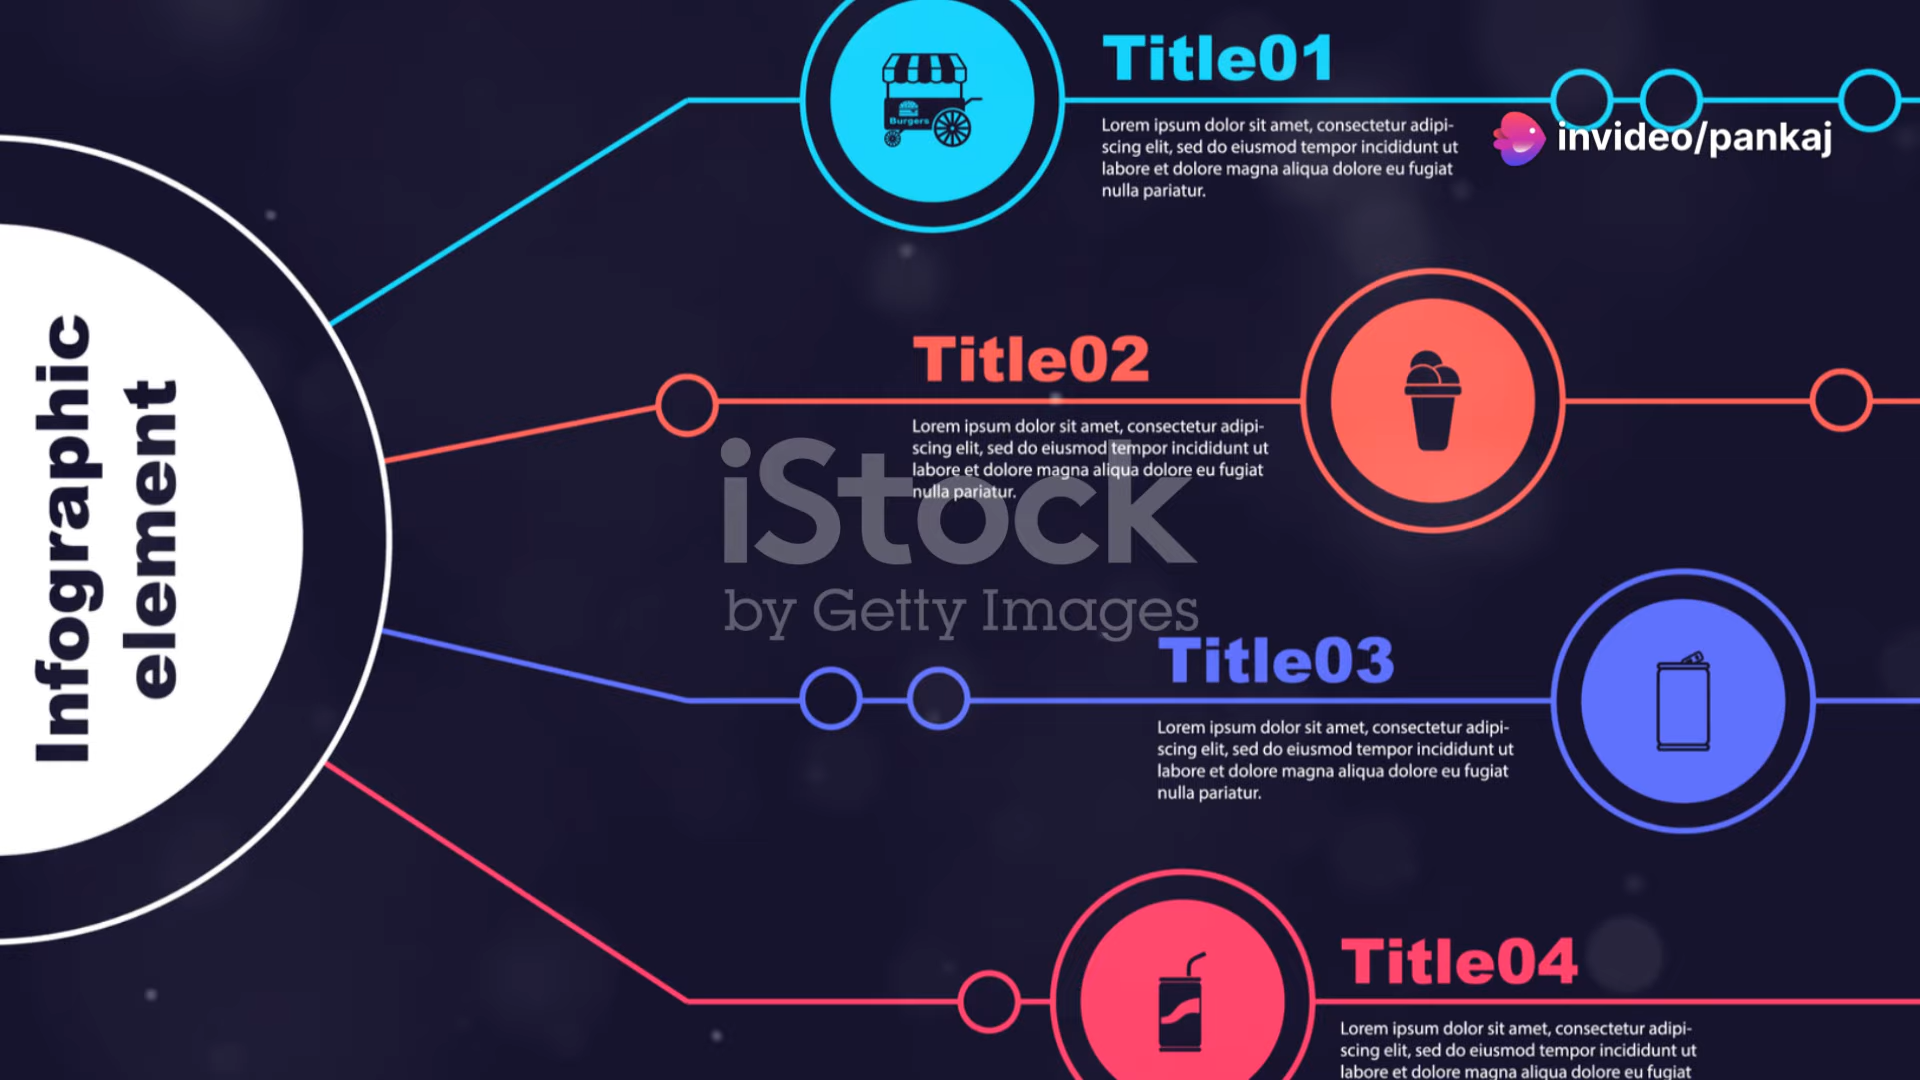 Infographic
element
Title01
Burgers
Lorem ipsum dolor sit amet, consectetur adipi-
scing elit, sed do eiusmod tempor incididunt ut
labore et dolore magna aliqua dolore eu fugiat
nulla pariatur.
invideo/pankaj
Title02
Lorem ipsum dolor sit amet, consectetur adipi-
scing elit, sed do eiusmod tempor incididunt ut
labore et dolore magna aliqua dolore eu fugiat
nulla pariatur.
iStock
by Getty Images
Title03
Lorem ipsum dolor sit amet, consectetur adipi-
scing elit, sed do eiusmod tempor incididunt ut
labore et dolore magna aliqua dolore eu fugiat
nulla pariatur.
Title04
Lorem ipsum dolor sit amet, consectetur adipi-
scing elit, sed do eiusmod tempor incididunt ut
labore et dolore magna aliqua dolore eu fugiat